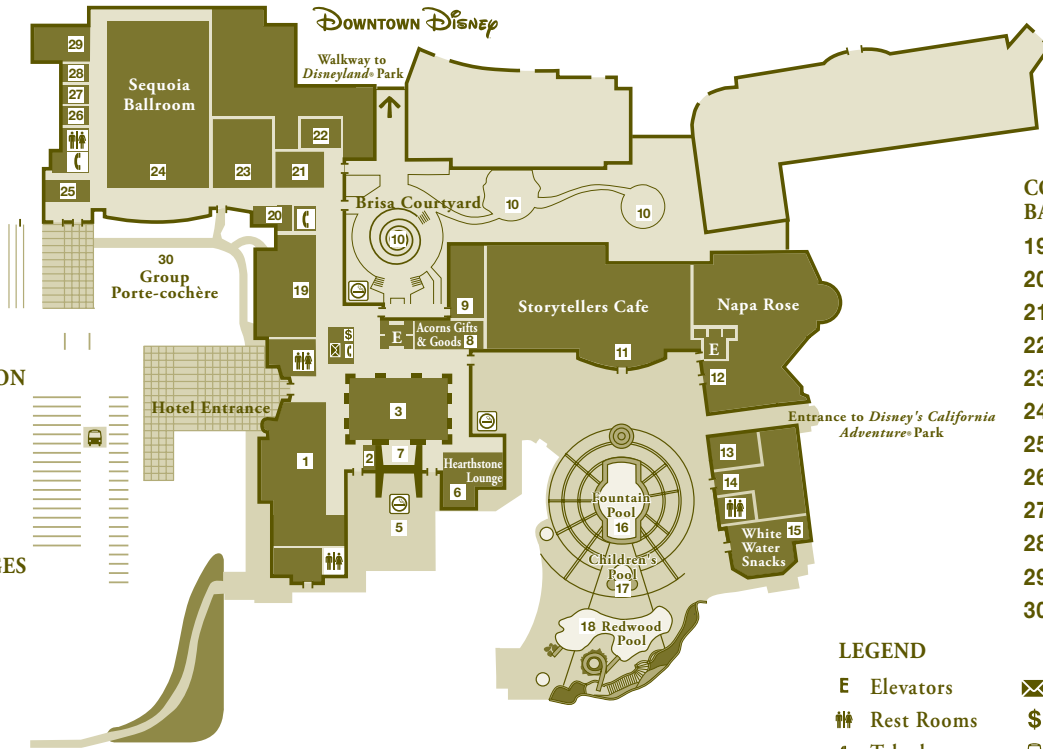 DOWNTOWN DISNEY
Walkway to
Disneyland® Park
29
28
27
26
25
Sequoia
Ballroom
24
23
22
21
20
Brisa Courtyard
10
10
10
30
Group
Porte-cochère
19
9
Storytellers Cafe
11
Napa Rose
E
12
E
Acorns Gifts
& Goods
8
$
Hotel Entrance
3
1
2
7
Hearthstone
Lounge
6
5
Entrance to Disney's California
Adventure® Park
13
14
15
White
Water
Snacks
Fountain
Pool
16
Children's
Pool
17
18 Redwood
Pool
19
20
21
22
23
24
25
26
27
28
29
30
LEGEND
E Elevators
Rest Rooms
$